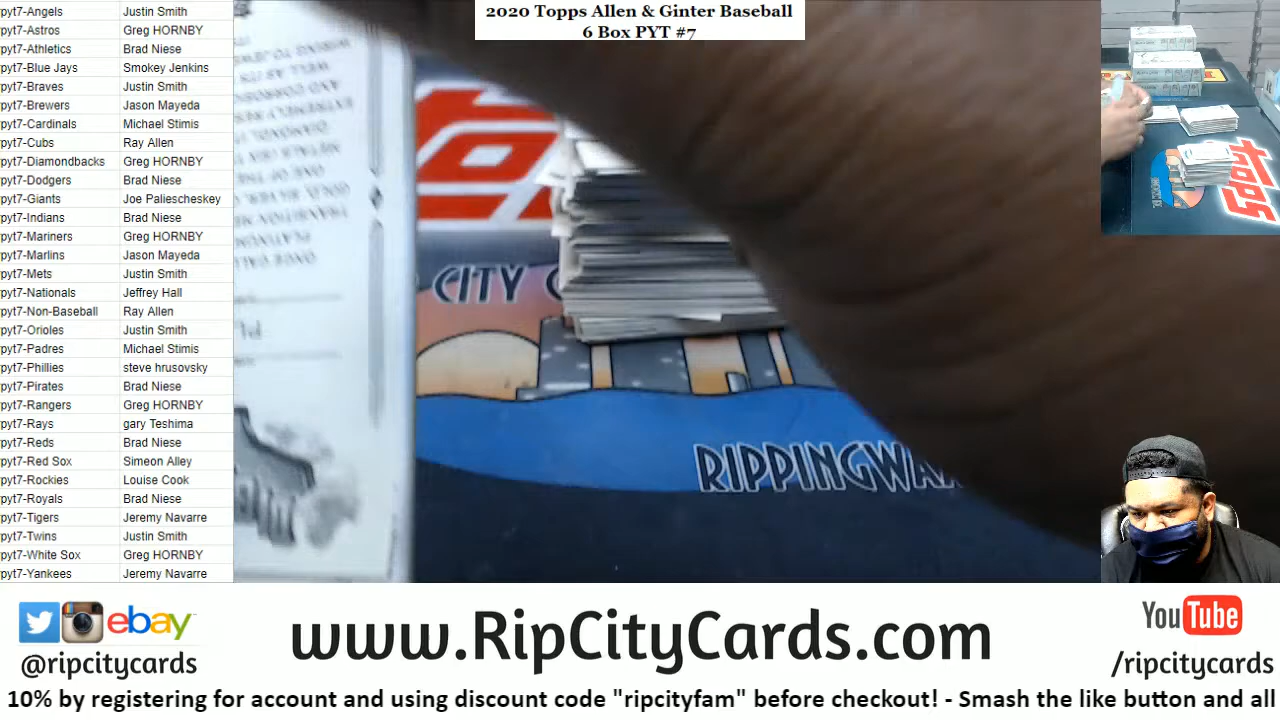 2020 Topps Allen & Ginter Baseball
6 Box PYT #7
pyt7-Angels Justin Smith
pyt7-Astros Greg HORNBY
pyt7-Athletics Brad Niese
pyt7-Blue Jays Smokey Jenkins
pyt7-Braves Justin Smith
pyt7-Brewers Jason Mayeda
pyt7-Cardinals Michael Stimis
pyt7-Cubs Ray Allen
pyt7-Diamondbacks Greg HORNBY
pyt7-Dodgers Brad Niese
pyt7-Giants Joe Paliescheskey
pyt7-Indians Brad Niese
pyt7-Mariners Greg HORNBY
pyt7-Marlins Jason Mayeda
pyt7-Mets Justin Smith
pyt7-Nationals Jeffrey Hall
pyt7-Non-Baseball Ray Allen
pyt7-Orioles Justin Smith
pyt7-Padres Michael Stimis
pyt7-Phillies steve hrusovsky
pyt7-Pirates Brad Niese
pyt7-Rangers Greg HORNBY
pyt7-Rays gary Teshima
pyt7-Reds Brad Niese
pyt7-Red Sox Simeon Alley
pyt7-Rockies Louise Cook
pyt7-Royals Brad Niese
pyt7-Tigers Jeremy Navarre
pyt7-Twins Justin Smith
pyt7-White Sox Greg HORNBY
pyt7-Yankees Jeremy Navarre
CITY
RIPPINGWAX
Topps
ebay
@ripcitycards
www.RipCityCards.com
YouTube
/ripcitycards
10% by registering for account and using discount code "ripcityfam" before checkout! - Smash the like button and all